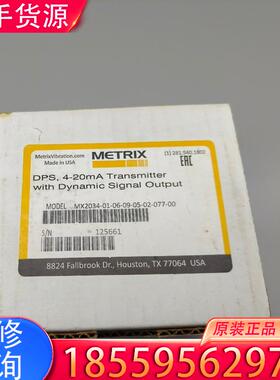 手货源
MetrixVibration.com
Made in USA
METRIX
(1) 281.940.1802
EAC
DPS, 4-20mA Transmitter
with Dynamic Signal Output
MODEL MX2034-01-06-09-05-02-077-00
S/N = 125661
8824 Fallbrook Dr., Houston, TX 77064 USA
修
询
原装正品
1855956297